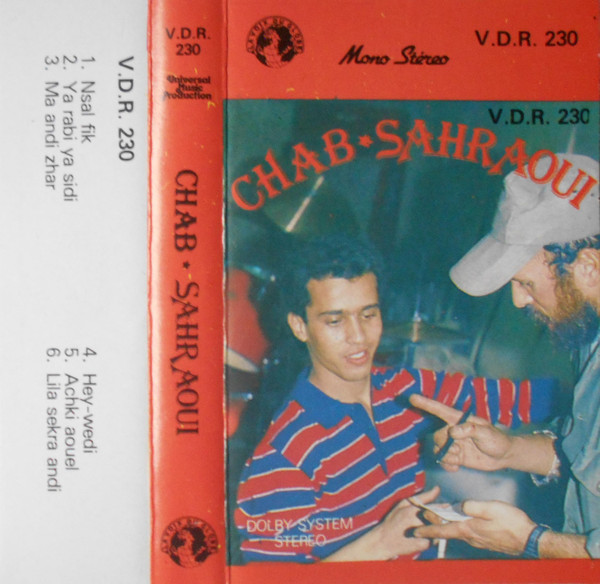 V.D.R. 230
1. Nsal fik
2. Ya rabi ya sidi
3. Ma andi zhar
4. Hey-wedi
5. Achki aouel
6. Lila sekra andi
V.D.R.
230
Universal
Music
Production
CHAB * SAHRAOUI
Mono Stéreo
V.D.R. 230
V.D.R. 230
CHAB * SAHRAOUI
DOLBY SYSTEM
STEREO